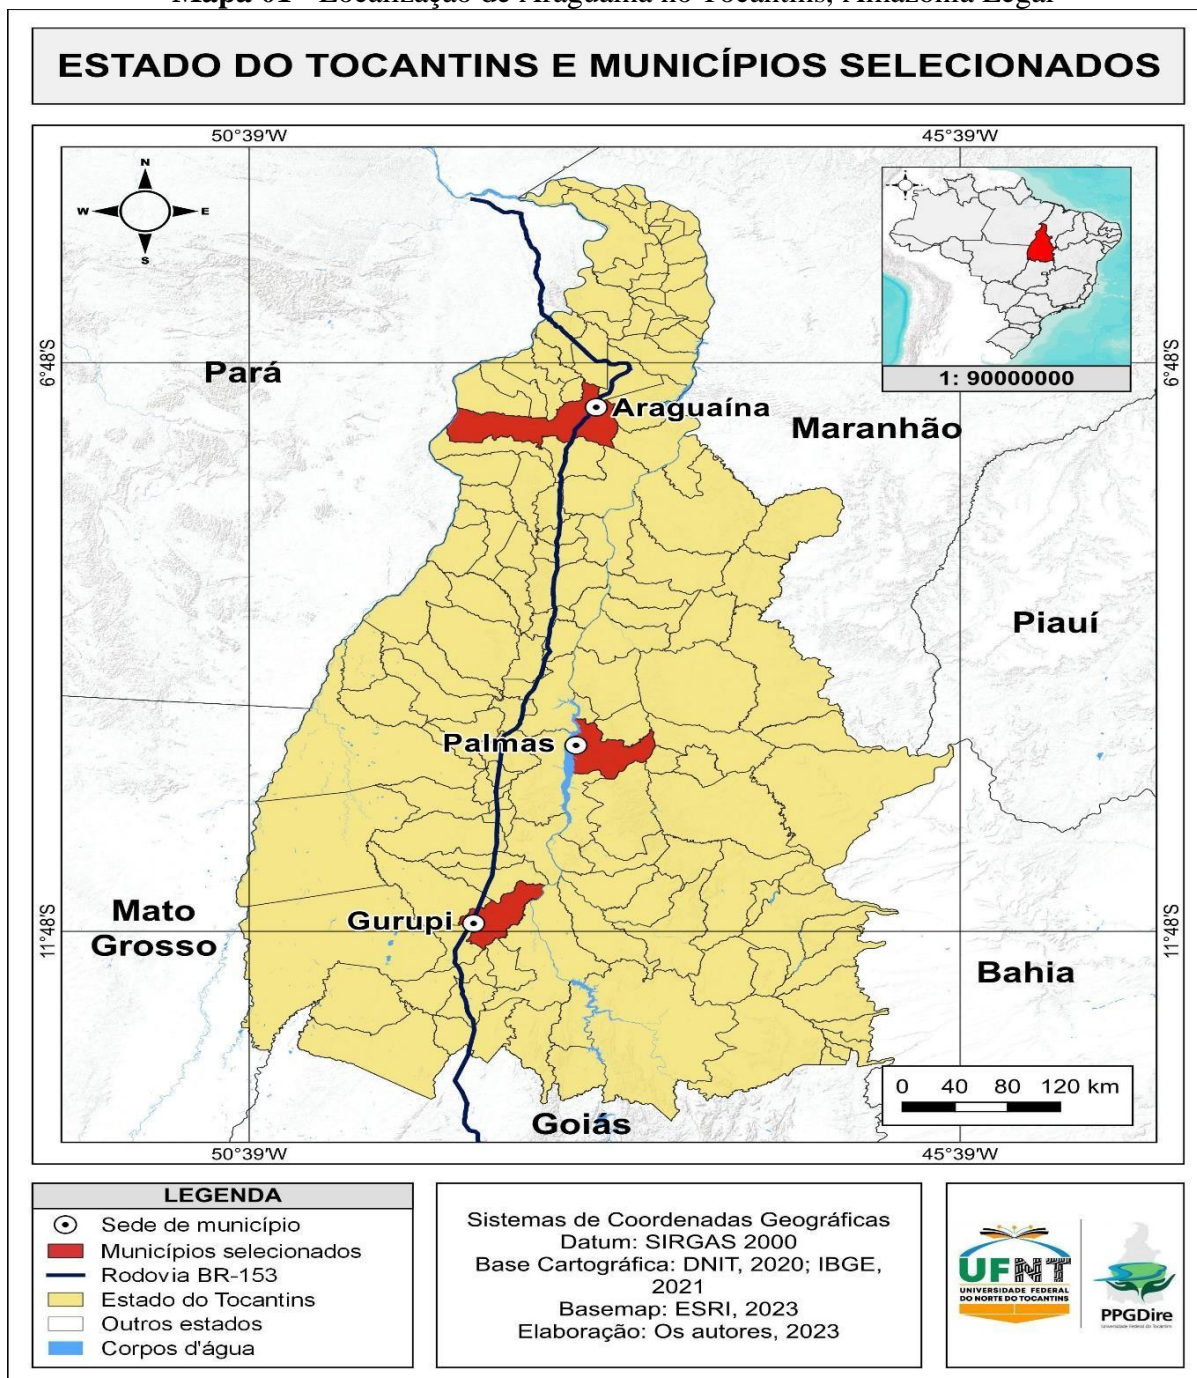 Mapa 01 - Localização de Araguaína no Tocantins, Amazônia Legal
ESTADO DO TOCANTINS E MUNICÍPIOS SELECIONADOS
50°39'W
45°39'W
N
W
E
S
1: 90000000
6°48'S
6°48'S
Pará
Araguaína
Maranhão
Piauí
Palmas
Mato
Grosso
Gurupi
11°48'S
11°48'S
Bahia
0 40 80 120 km
Goiás
50°39'W
45°39'W
LEGENDA
Sede de município
Municípios selecionados
Rodovia BR-153
Estado do Tocantins
Outros estados
Corpos d'água
Sistemas de Coordenadas Geográficas
Datum: SIRGAS 2000
Base Cartográfica: DNIT, 2020; IBGE,
2021
Basemap: ESRI, 2023
Elaboração: Os autores, 2023
UFNT
UNIVERSIDADE FEDERAL
DO NORTE DO TOCANTINS
PPGDire
Universidade Federal do Tocantins